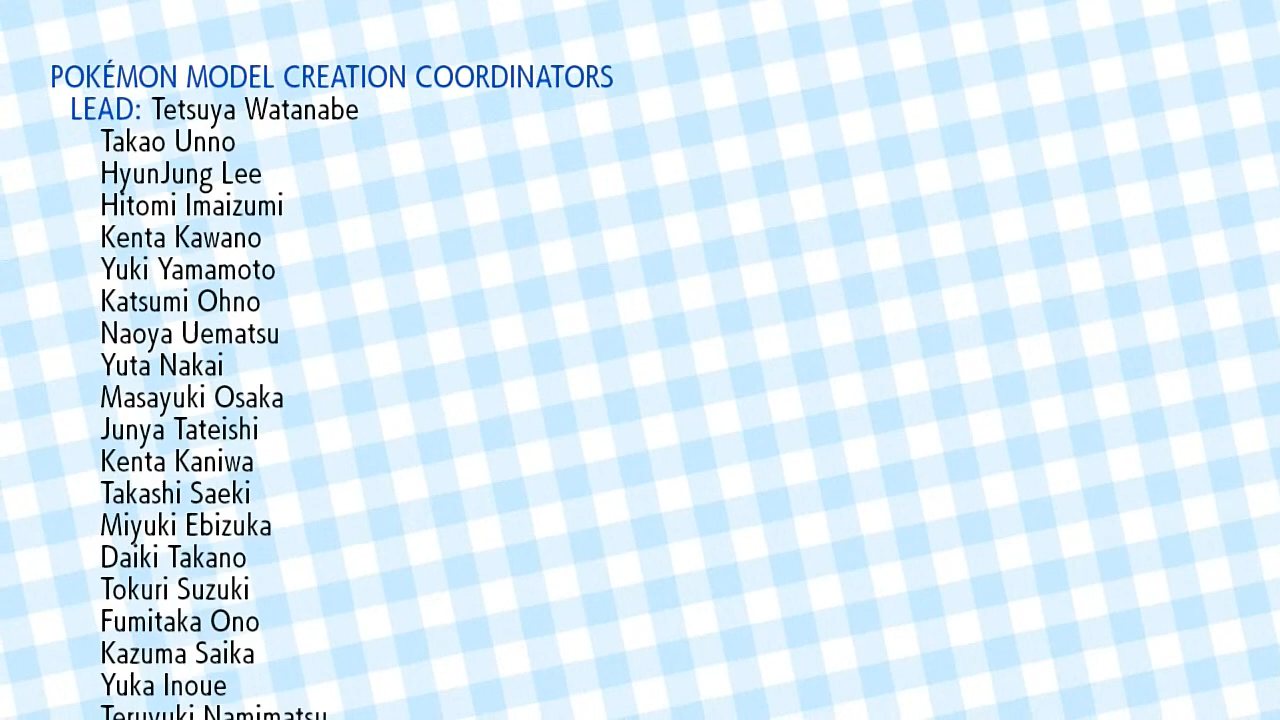 POKÉMON MODEL CREATION COORDINATORS
LEAD: Tetsuya Watanabe
Takao Unno
HyunJung Lee
Hitomi Imaizumi
Kenta Kawano
Yuki Yamamoto
Katsumi Ohno
Naoya Uematsu
Yuta Nakai
Masayuki Osaka
Junya Tateishi
Kenta Kaniwa
Takashi Saeki
Miyuki Ebizuka
Daiki Takano
Tokuri Suzuki
Fumitaka Ono
Kazuma Saika
Yuka Inoue
Teruyuki Namimatsu